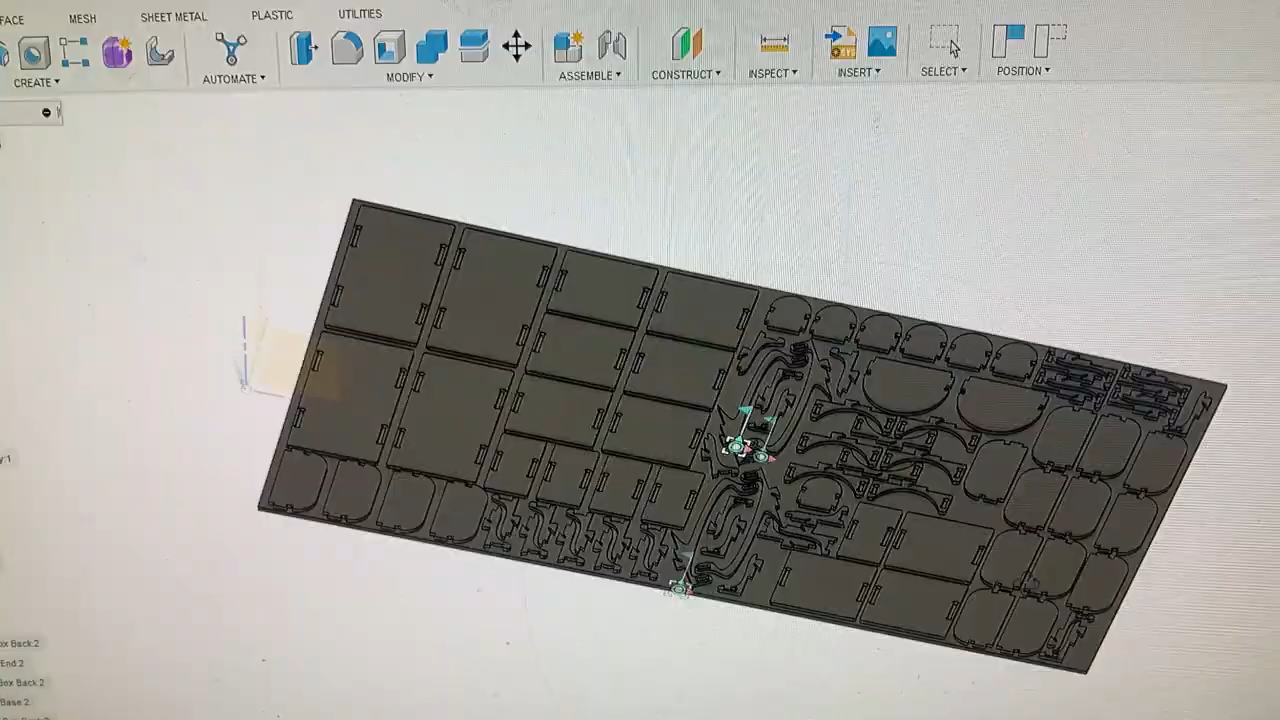 FACE MESH SHEET METAL PLASTIC UTILITIES
CREATE AUTOMATE MODIFY ASSEMBLE CONSTRUCT INSPECT INSERT SELECT POSITION
ox Back:2
End:2
Box Back:2
Base:2